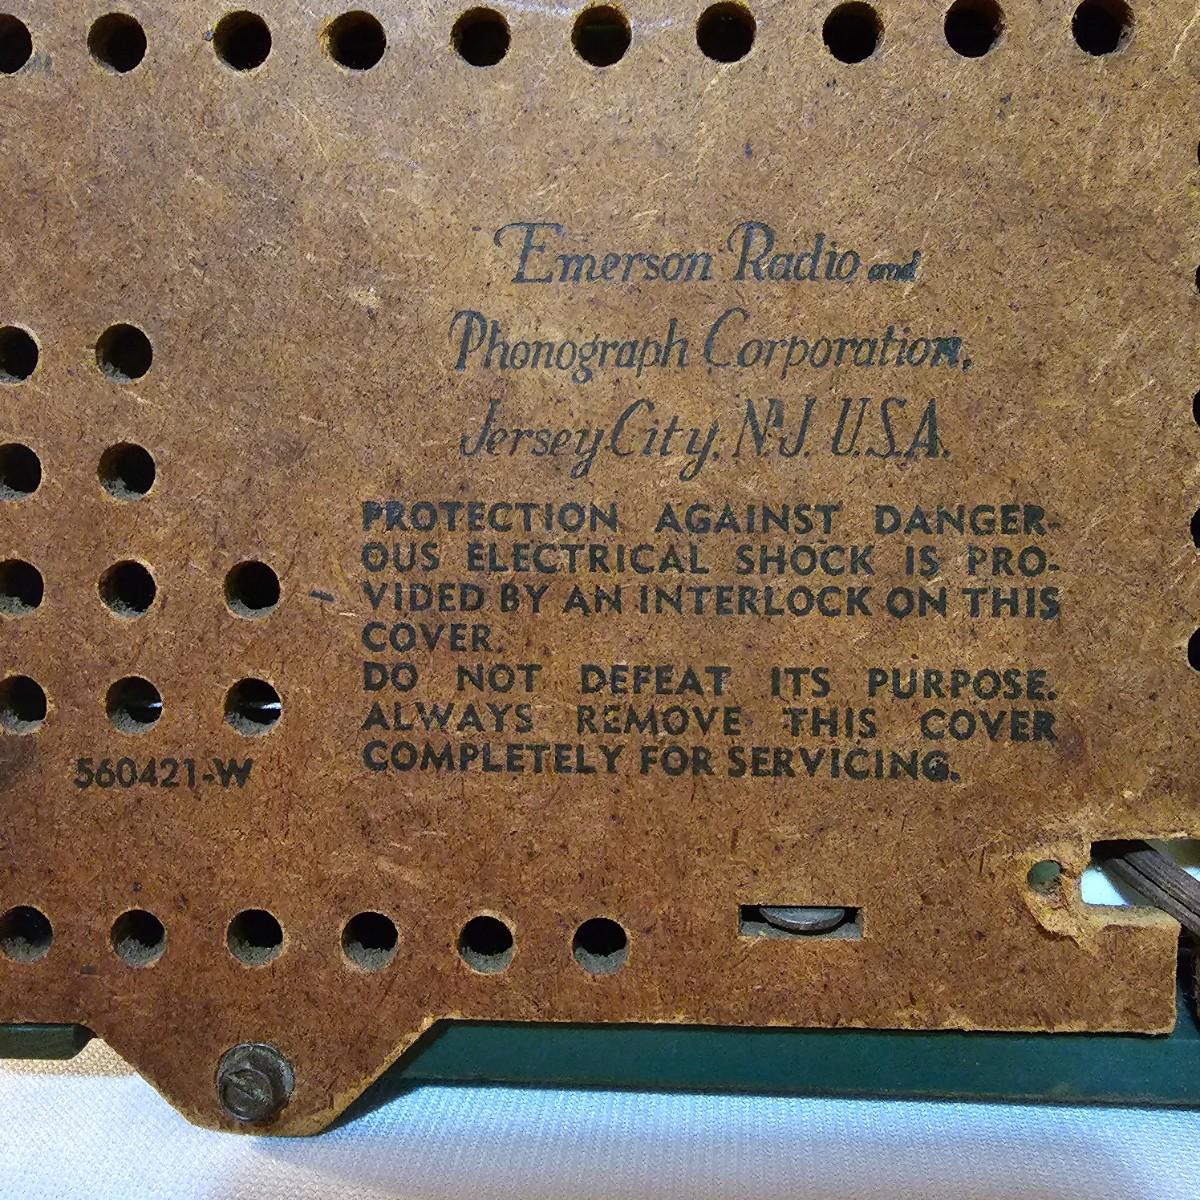 Emerson Radio and
Phonograph Corporation,
Jersey City, N.J. U.S.A.
PROTECTION AGAINST DANGER-
OUS ELECTRICAL SHOCK IS PRO-
VIDED BY AN INTERLOCK ON THIS
COVER.
DO NOT DEFEAT ITS PURPOSE.
ALWAYS REMOVE THIS COVER
COMPLETELY FOR SERVICING.
560421-W